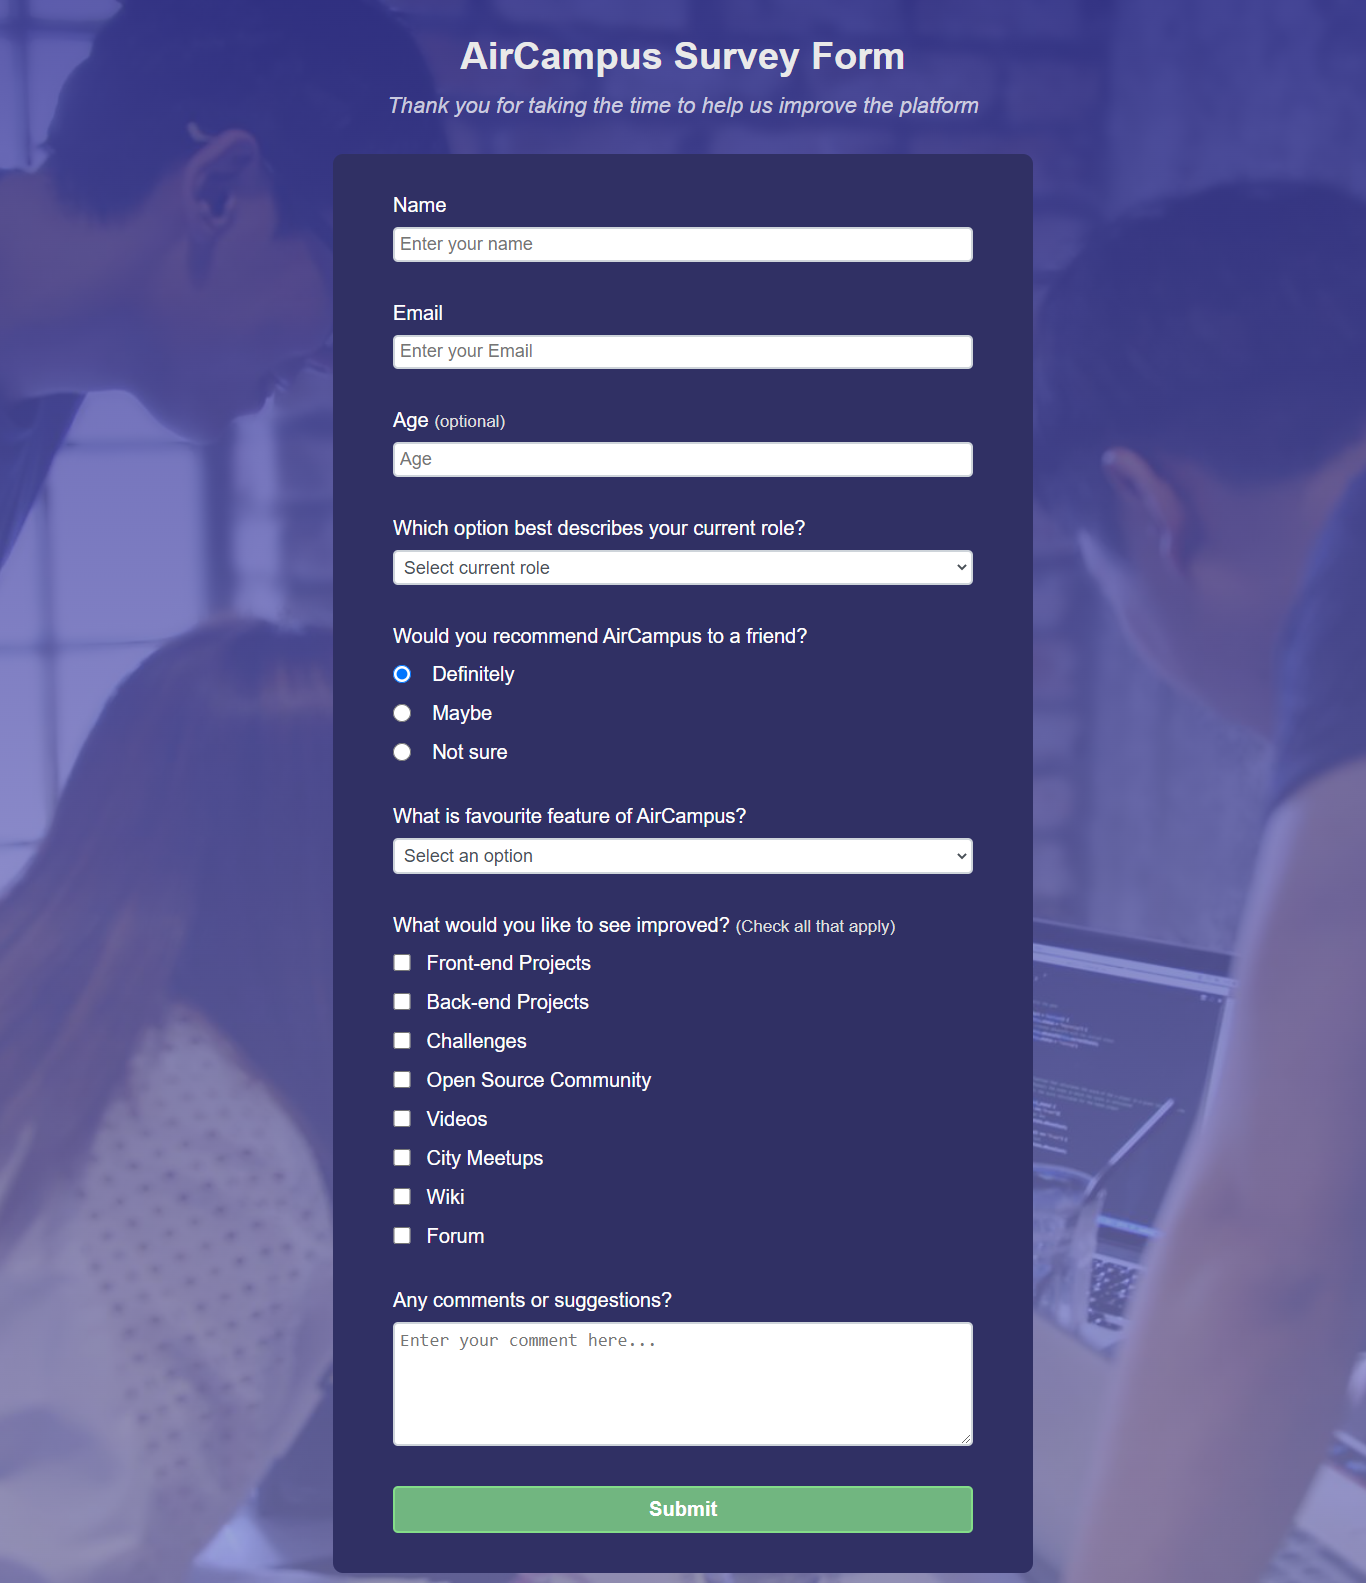 AirCampus Survey Form
Thank you for taking the time to help us improve the platform
Name
Enter your name
Email
Enter your Email
Age (optional)
Age
Which option best describes your current role?
Select current role
Would you recommend AirCampus to a friend?
Definitely
Maybe
Not sure
What is favourite feature of AirCampus?
Select an option
What would you like to see improved? (Check all that apply)
Front-end Projects
Back-end Projects
Challenges
Open Source Community
Videos
City Meetups
Wiki
Forum
Any comments or suggestions?
Enter your comment here...
Submit